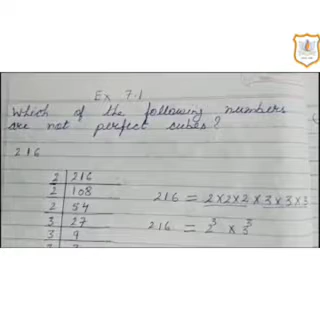 Ex 7.1
Which of the following numbers
are not perfect cubes?
216
2 | 216
2 | 108
2 | 54
3 | 27
3 | 9
216 = 2×2×2 × 3×3×3
216 = 2³ × 3³